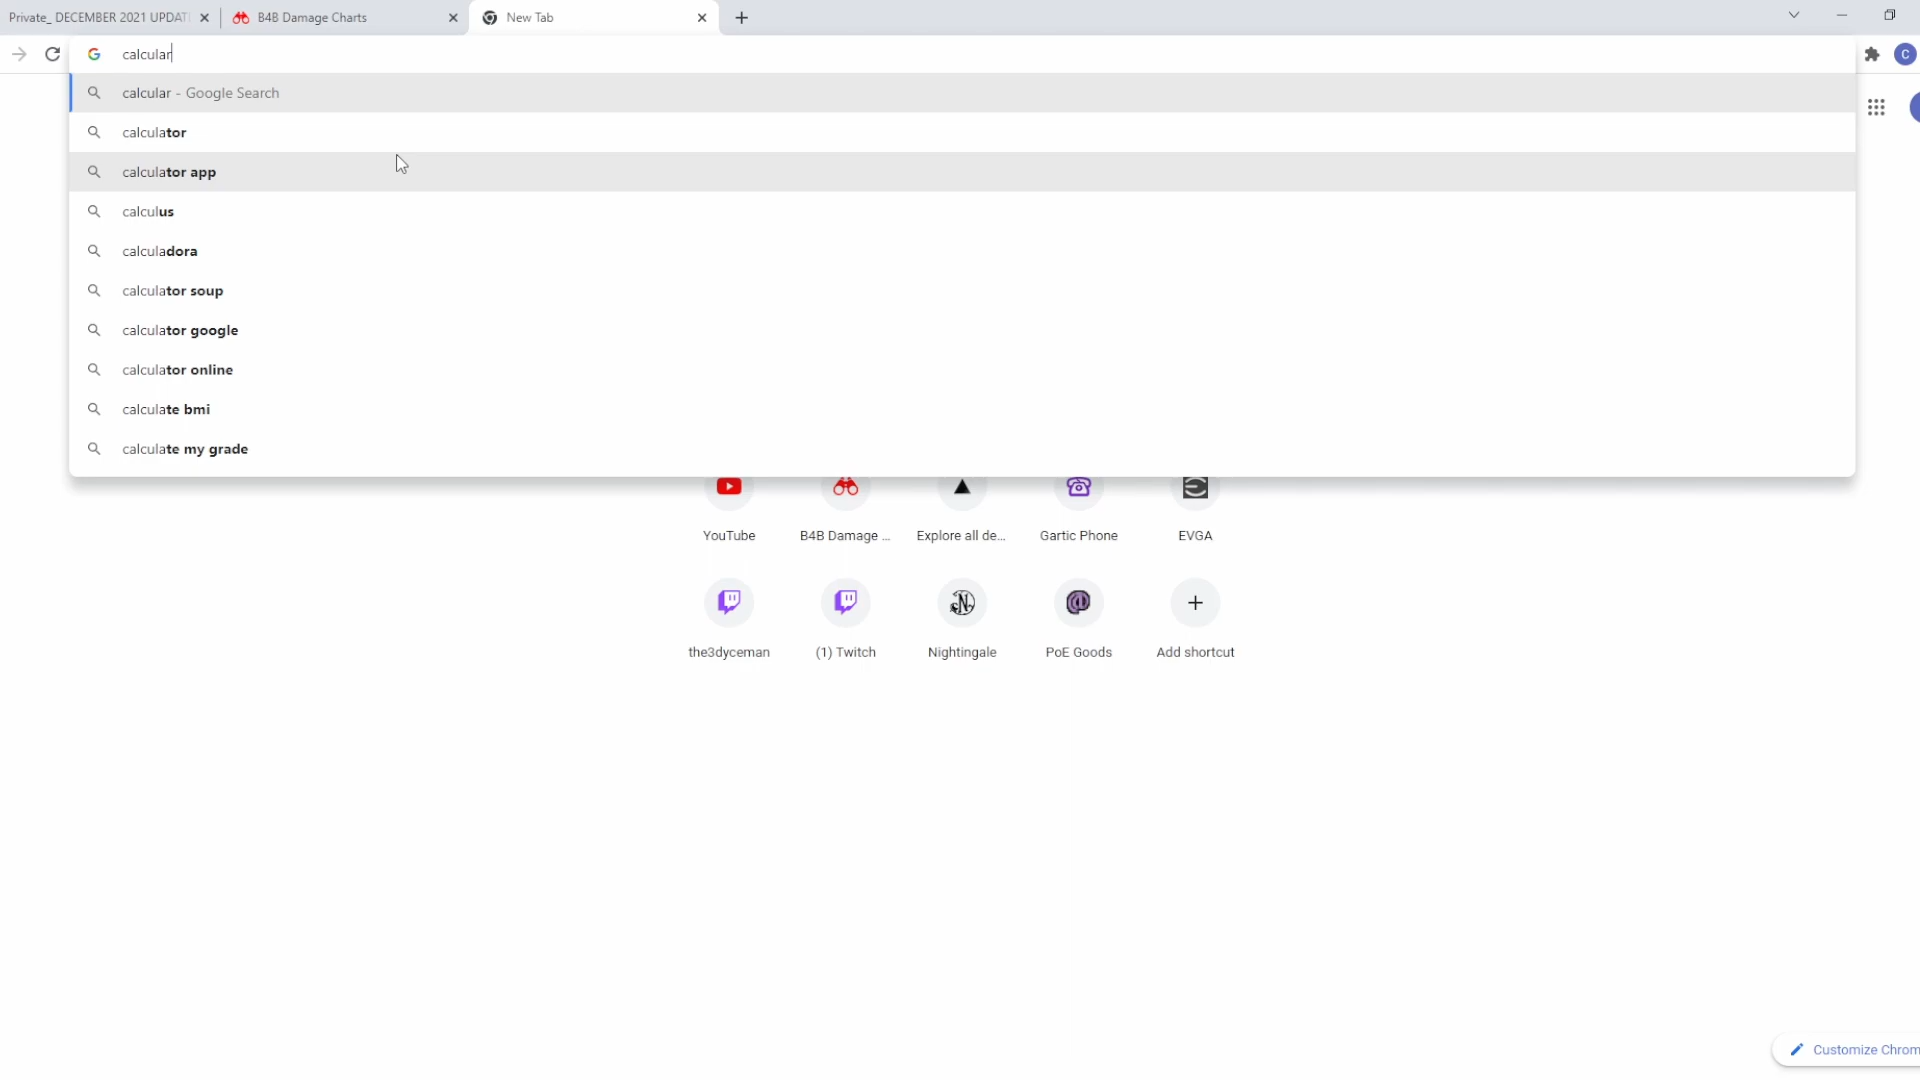 Private_ DECEMBER 2021 UPDAT
B4B Damage Charts
New Tab
calcular
C
calcular - Google Search
calculator
calculator app
calculus
calculadora
calculator soup
calculator google
calculator online
calculate bmi
calculate my grade
YouTube
B4B Damage ...
Explore all de...
Gartic Phone
EVGA
the3dyceman
(1) Twitch
Nightingale
PoE Goods
Add shortcut
Customize Chrom